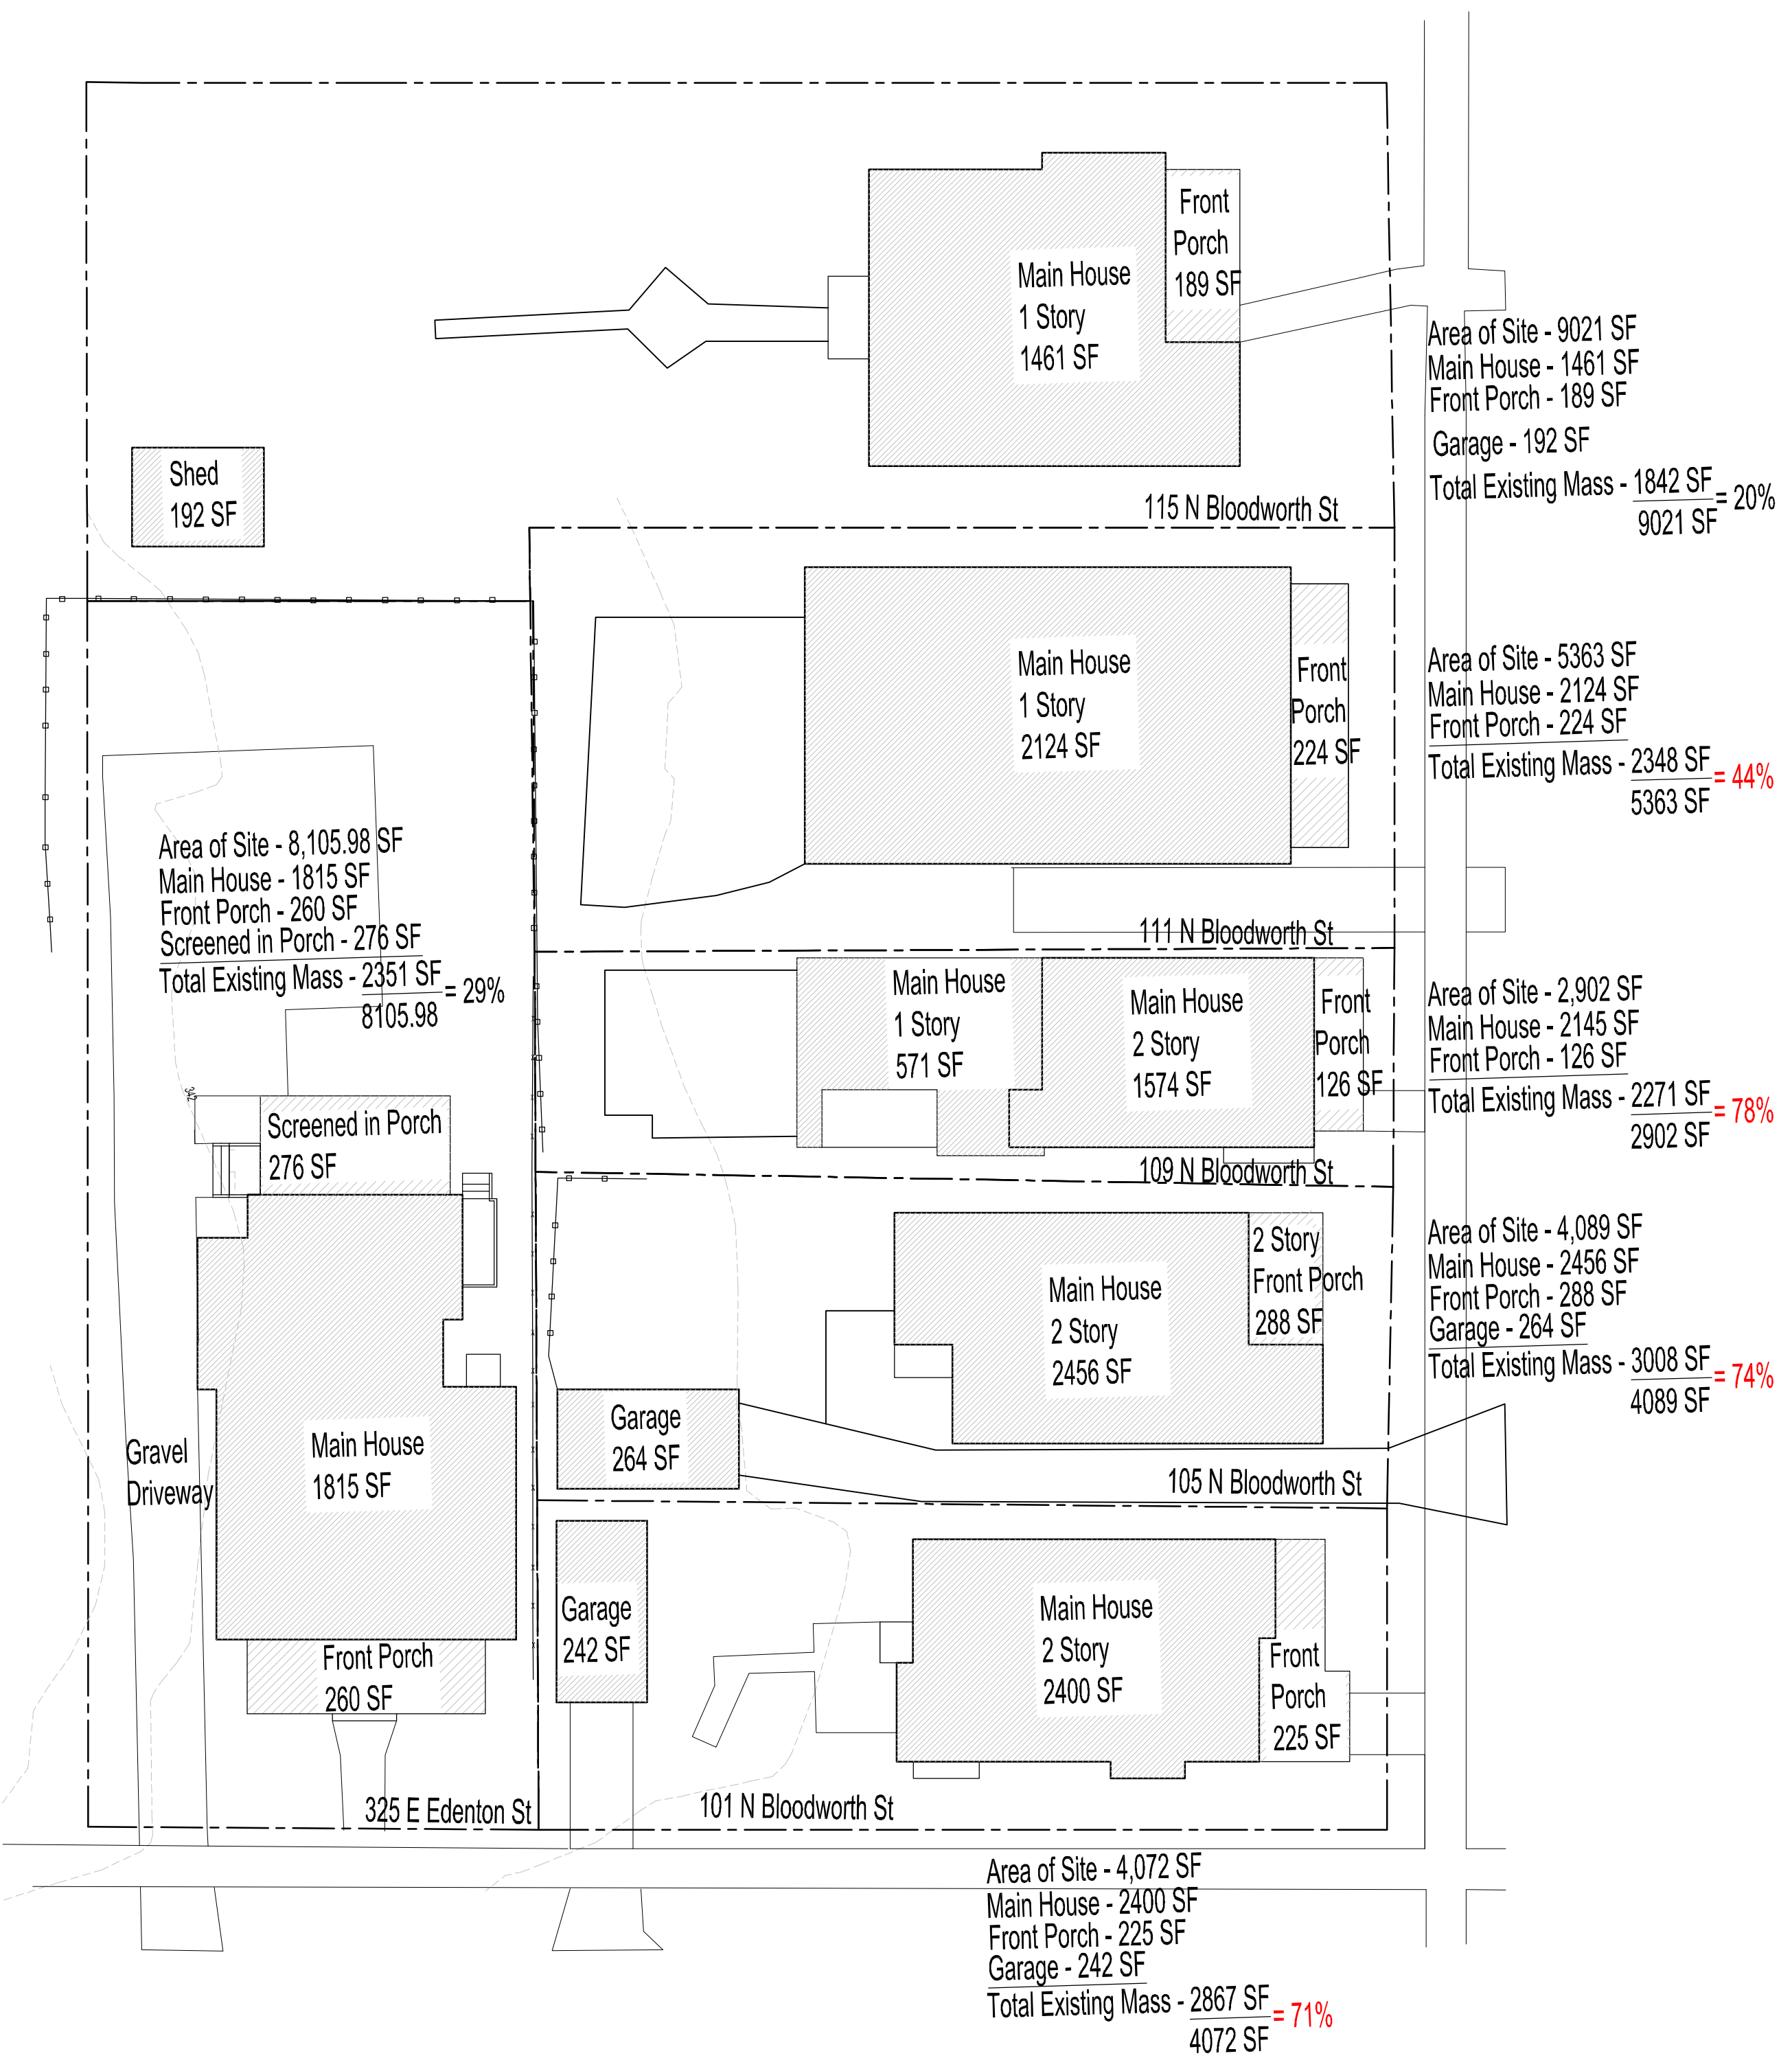 Front
Porch
189 SF
Main House
1 Story
1461 SF
Area of Site - 9021 SF
Main House - 1461 SF
Front Porch - 189 SF
Garage - 192 SF
Total Existing Mass - 1842 SF = 20%
9021 SF
Shed
192 SF
115 N Bloodworth St
Main House
1 Story
2124 SF
Front
Porch
224 SF
Area of Site - 5363 SF
Main House - 2124 SF
Front Porch - 224 SF
Total Existing Mass - 2348 SF = 44%
5363 SF
Area of Site - 8,105.98 SF
Main House - 1815 SF
Front Porch - 260 SF
Screened in Porch - 276 SF
Total Existing Mass - 2351 SF = 29%
8105.98
111 N Bloodworth St
Main House
1 Story
571 SF
Main House
2 Story
1574 SF
Front
Porch
126 SF
Area of Site - 2,902 SF
Main House - 2145 SF
Front Porch - 126 SF
Total Existing Mass - 2271 SF = 78%
2902 SF
342
Screened in Porch
276 SF
109 N Bloodworth St
Main House
2 Story
2456 SF
2 Story
Front Porch
288 SF
Area of Site - 4,089 SF
Main House - 2456 SF
Front Porch - 288 SF
Garage - 264 SF
Total Existing Mass - 3008 SF = 74%
4089 SF
Gravel
Driveway
Main House
1815 SF
Garage
264 SF
105 N Bloodworth St
Garage
242 SF
Main House
2 Story
2400 SF
Front
Porch
225 SF
Front Porch
260 SF
325 E Edenton St
101 N Bloodworth St
Area of Site - 4,072 SF
Main House - 2400 SF
Front Porch - 225 SF
Garage - 242 SF
Total Existing Mass - 2867 SF = 71%
4072 SF